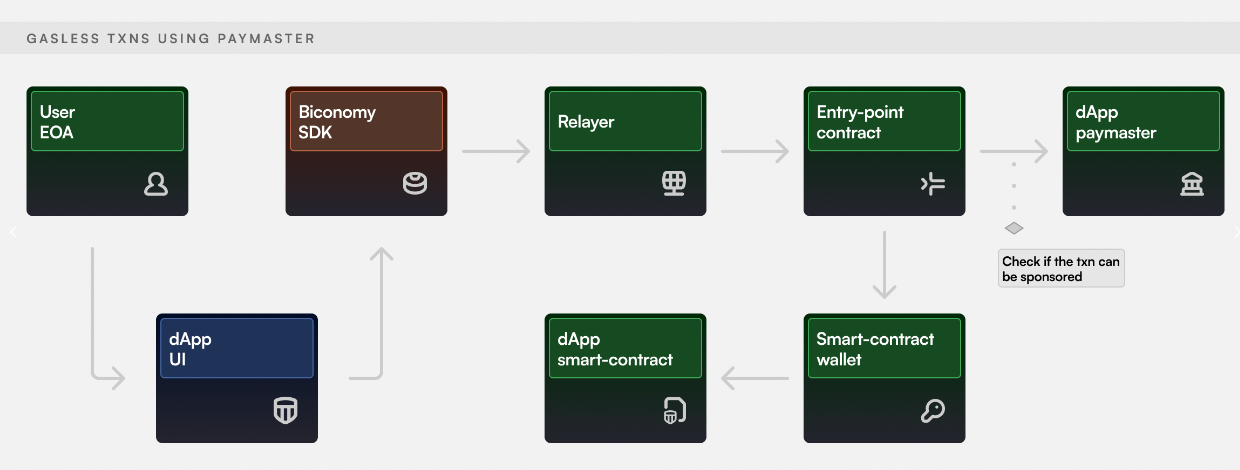 GASLESS TXNS USING PAYMASTER
User
EOA
Biconomy
SDK
Relayer
Entry-point
contract
dApp
paymaster
Check if the txn can
be sponsored
dApp
UI
dApp
smart-contract
Smart-contract
wallet